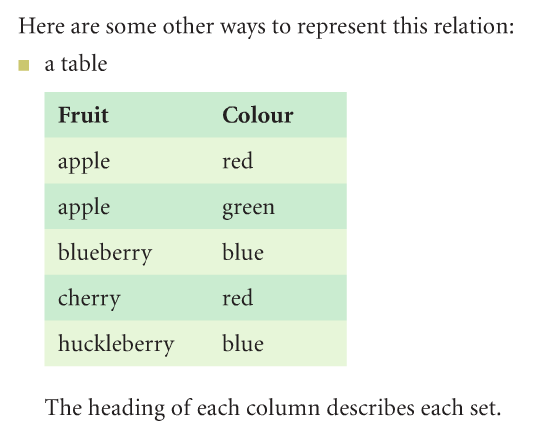 Here are some other ways to represent this relation:
a table
Fruit Colour
apple red
apple green
blueberry blue
cherry red
huckleberry blue
The heading of each column describes each set.